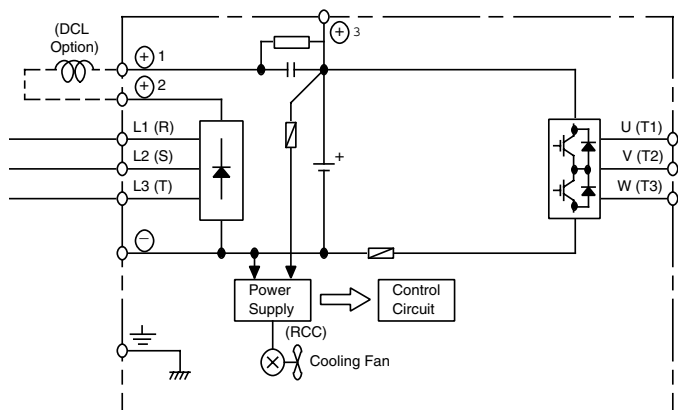 (DCL
Option)
+ 1
+ 2
+ 3
L1 (R)
L2 (S)
L3 (T)
−
+
U (T1)
V (T2)
W (T3)
Power
Supply
(RCC)
Control
Circuit
Cooling Fan